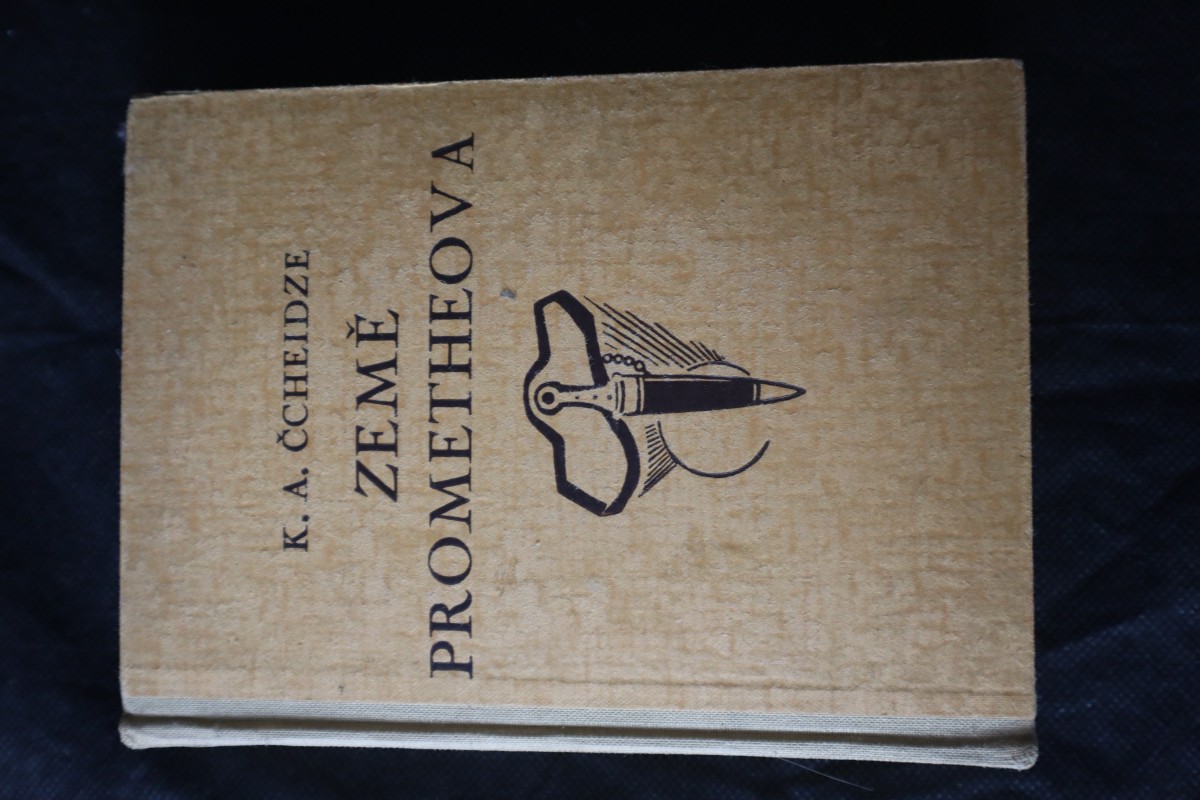 K. A. ČCHEIDZE
ZEMĚ
PROMETHEOVA